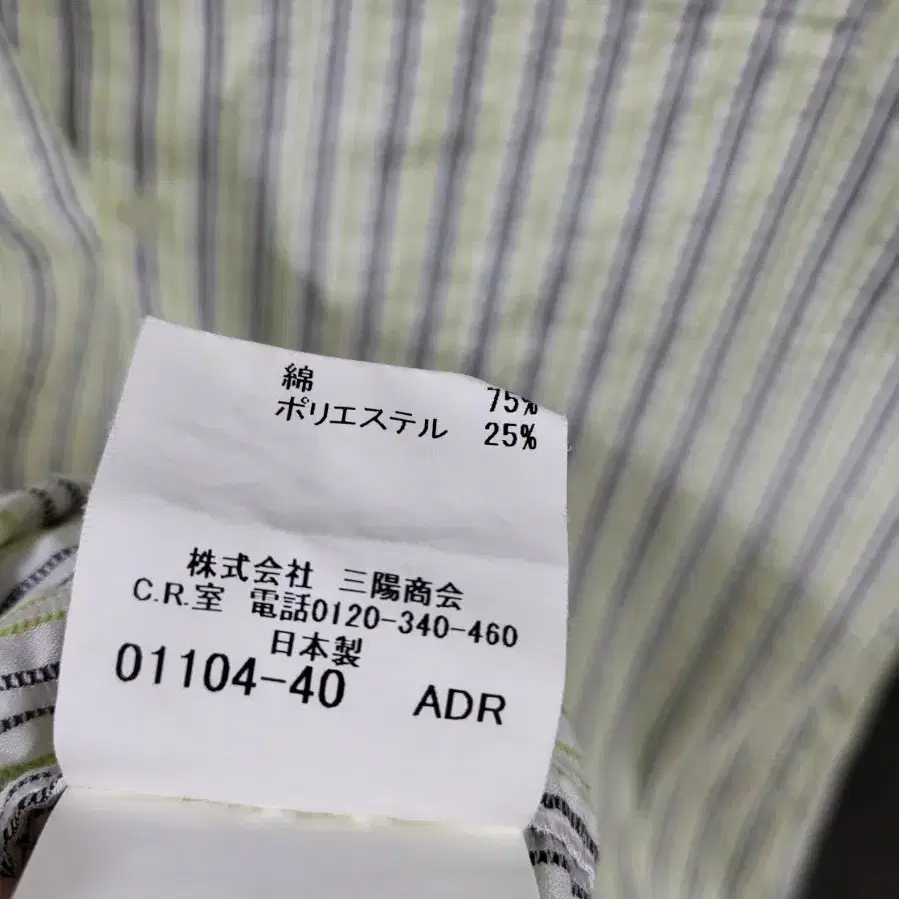 綿 75%
ポリエステル 25%
株式会社 三陽商会
C.R.室 電話0120-340-460
日本製
01104-40 ADR